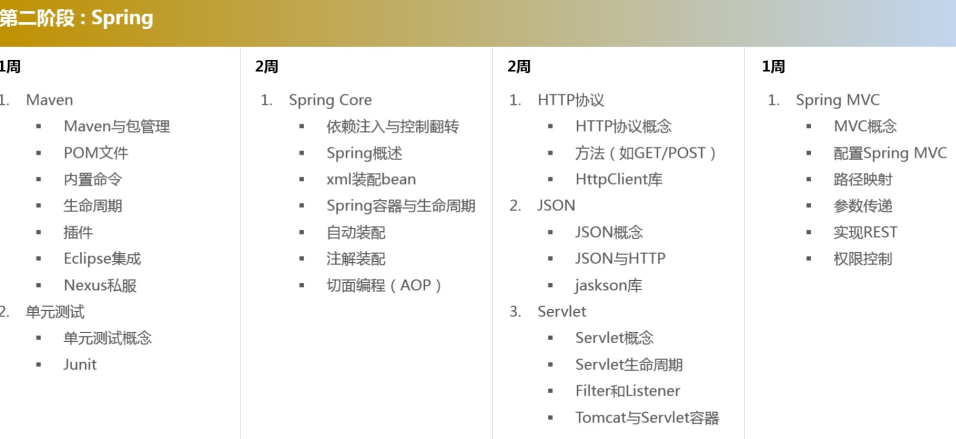 第二阶段：Spring
1周
1. Maven
▪ Maven与包管理
▪ POM文件
▪ 内置命令
▪ 生命周期
▪ 插件
▪ Eclipse集成
▪ Nexus私服
2. 单元测试
▪ 单元测试概念
▪ Junit
2周
1. Spring Core
▪ 依赖注入与控制翻转
▪ Spring概述
▪ xml装配bean
▪ Spring容器与生命周期
▪ 自动装配
▪ 注解装配
▪ 切面编程（AOP）
2周
1. HTTP协议
▪ HTTP协议概念
▪ 方法（如GET/POST）
▪ HttpClient库
2. JSON
▪ JSON概念
▪ JSON与HTTP
▪ jaskson库
3. Servlet
▪ Servlet概念
▪ Servlet生命周期
▪ Filter和Listener
▪ Tomcat与Servlet容器
1周
1. Spring MVC
▪ MVC概念
▪ 配置Spring MVC
▪ 路径映射
▪ 参数传递
▪ 实现REST
▪ 权限控制